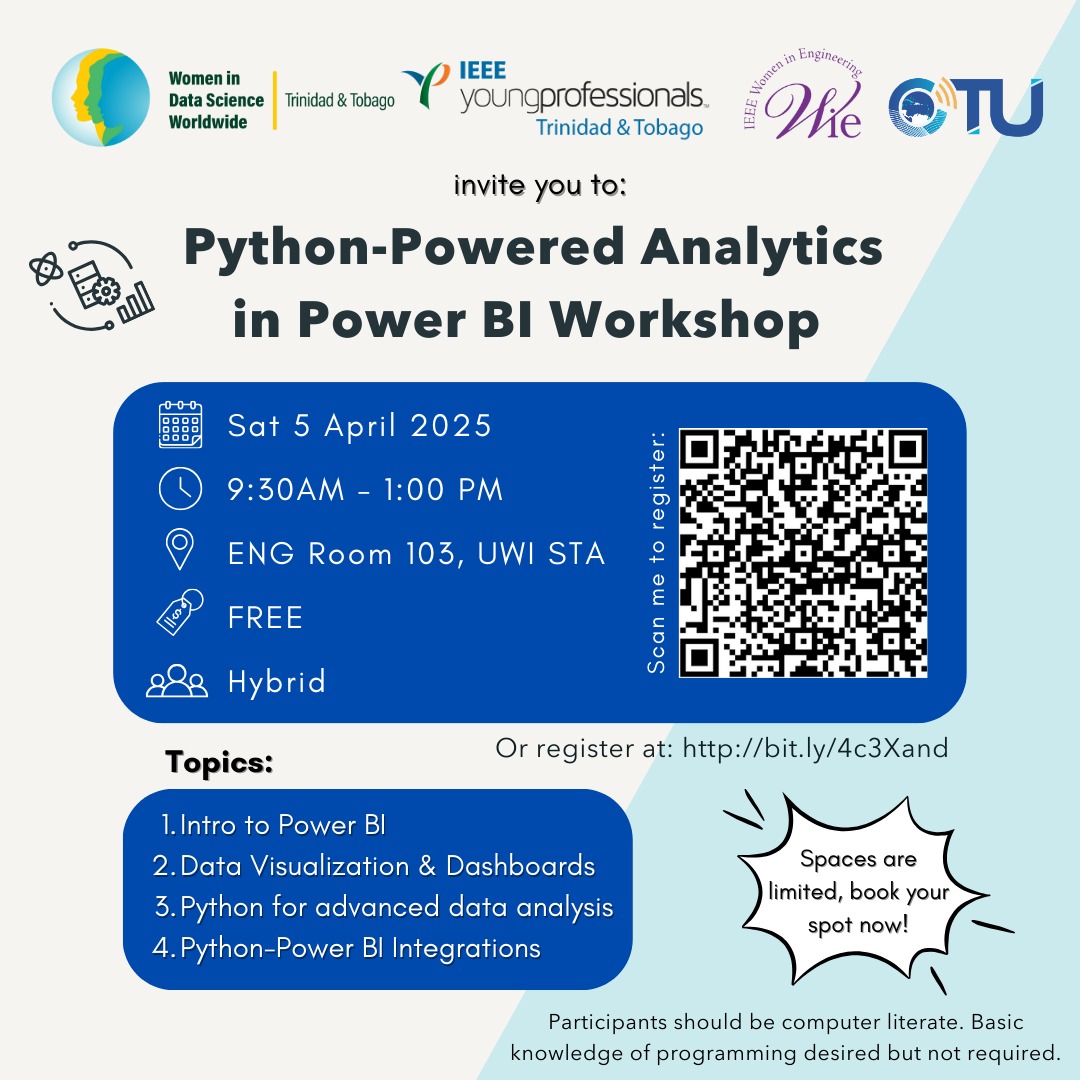 Women in
Data Science
Worldwide
Trinidad & Tobago
IEEE
youngprofessionals™
Trinidad & Tobago
IEEE Women in Engineering
WIE
CTU
invite you to:
Python-Powered Analytics
in Power BI Workshop
Sat 5 April 2025
9:30AM - 1:00 PM
ENG Room 103, UWI STA
FREE
Hybrid
Scan me to register:
Or register at: http://bit.ly/4c3Xand
Topics:
1. Intro to Power BI
2. Data Visualization & Dashboards
3. Python for advanced data analysis
4. Python-Power BI Integrations
Spaces are
limited, book your
spot now!
Participants should be computer literate. Basic
knowledge of programming desired but not required.